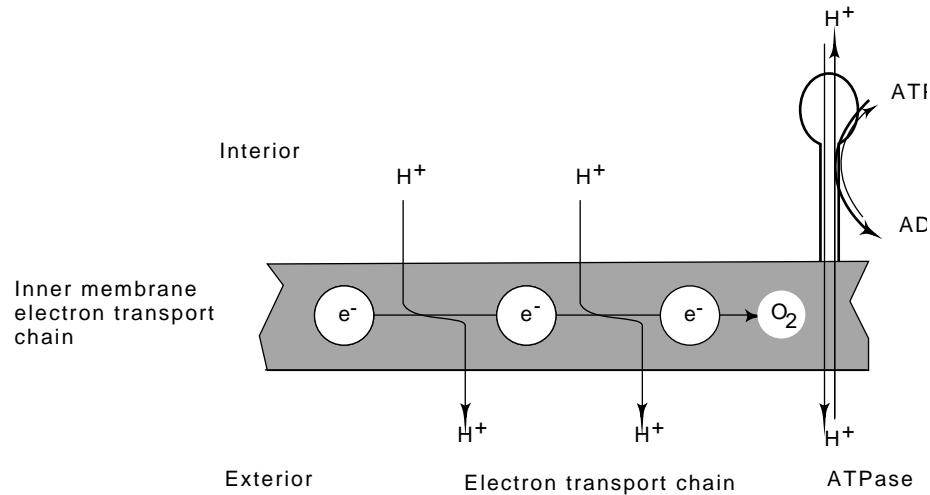 H+
ATP
Interior
H+
H+
AD
Inner membrane
electron transport
chain
e-
e-
e-
O2
H+
H+
H+
Exterior
Electron transport chain
ATPase